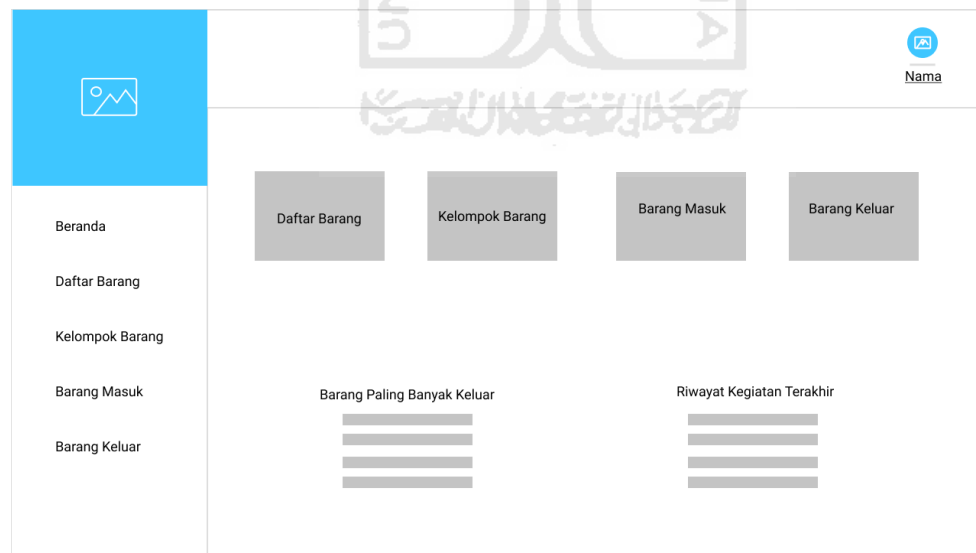 Nama
Beranda
Daftar Barang
Kelompok Barang
Barang Masuk
Barang Keluar
Daftar Barang
Kelompok Barang
Barang Masuk
Barang Keluar
Barang Paling Banyak Keluar
Riwayat Kegiatan Terakhir